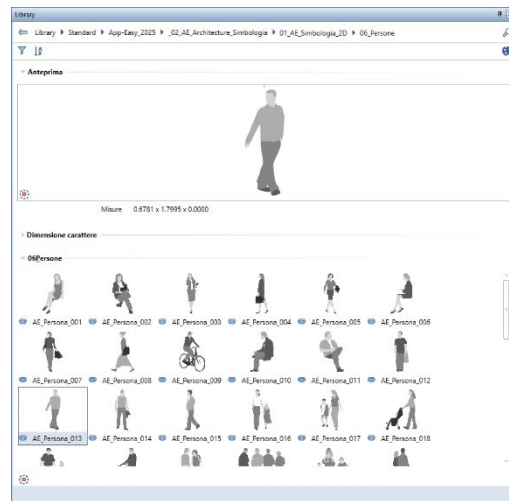 Library
Library Standard App-Easy_2025 _02_AE_Architecture_Simbologia 01_AE_Simbologia_2D 06_Persone
Anteprima
Misure 0.6781 x 1.7995 x 0.0000
Dimensione carattere
06Persone
AE_Persona_001 AE_Persona_002 AE_Persona_003 AE_Persona_004 AE_Persona_005 AE_Persona_006
AE_Persona_007 AE_Persona_008 AE_Persona_009 AE_Persona_010 AE_Persona_011 AE_Persona_012
AE_Persona_013 AE_Persona_014 AE_Persona_015 AE_Persona_016 AE_Persona_017 AE_Persona_018